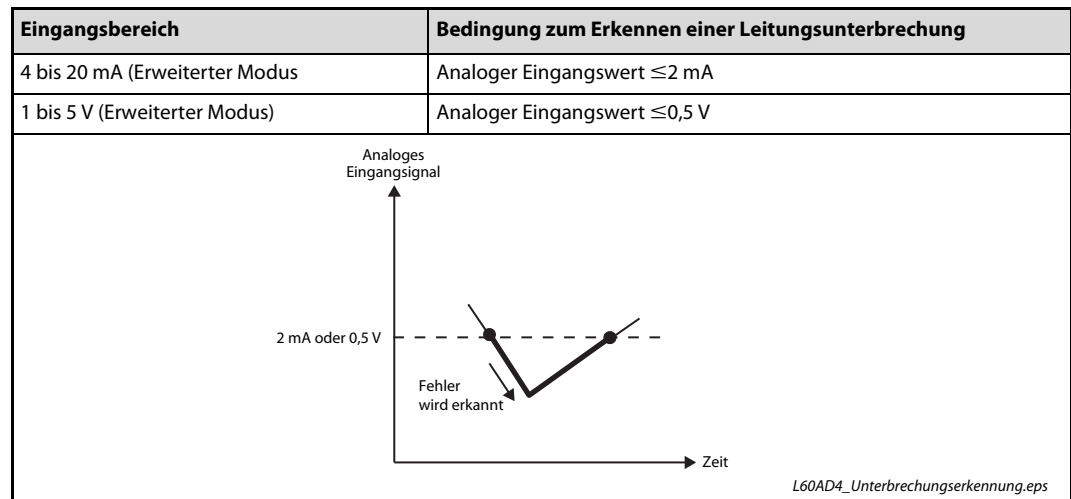 Eingangsbereich Bedingung zum Erkennen einer Leitungsunterbrechung
4 bis 20 mA (Erweiterter Modus Analoger Eingangswert ≤2 mA
1 bis 5 V (Erweiterter Modus) Analoger Eingangswert ≤0,5 V
Analoges
Eingangsignal
2 mA oder 0,5 V
Fehler
wird erkannt
Zeit
L60AD4_Unterbrechungserkennung.eps